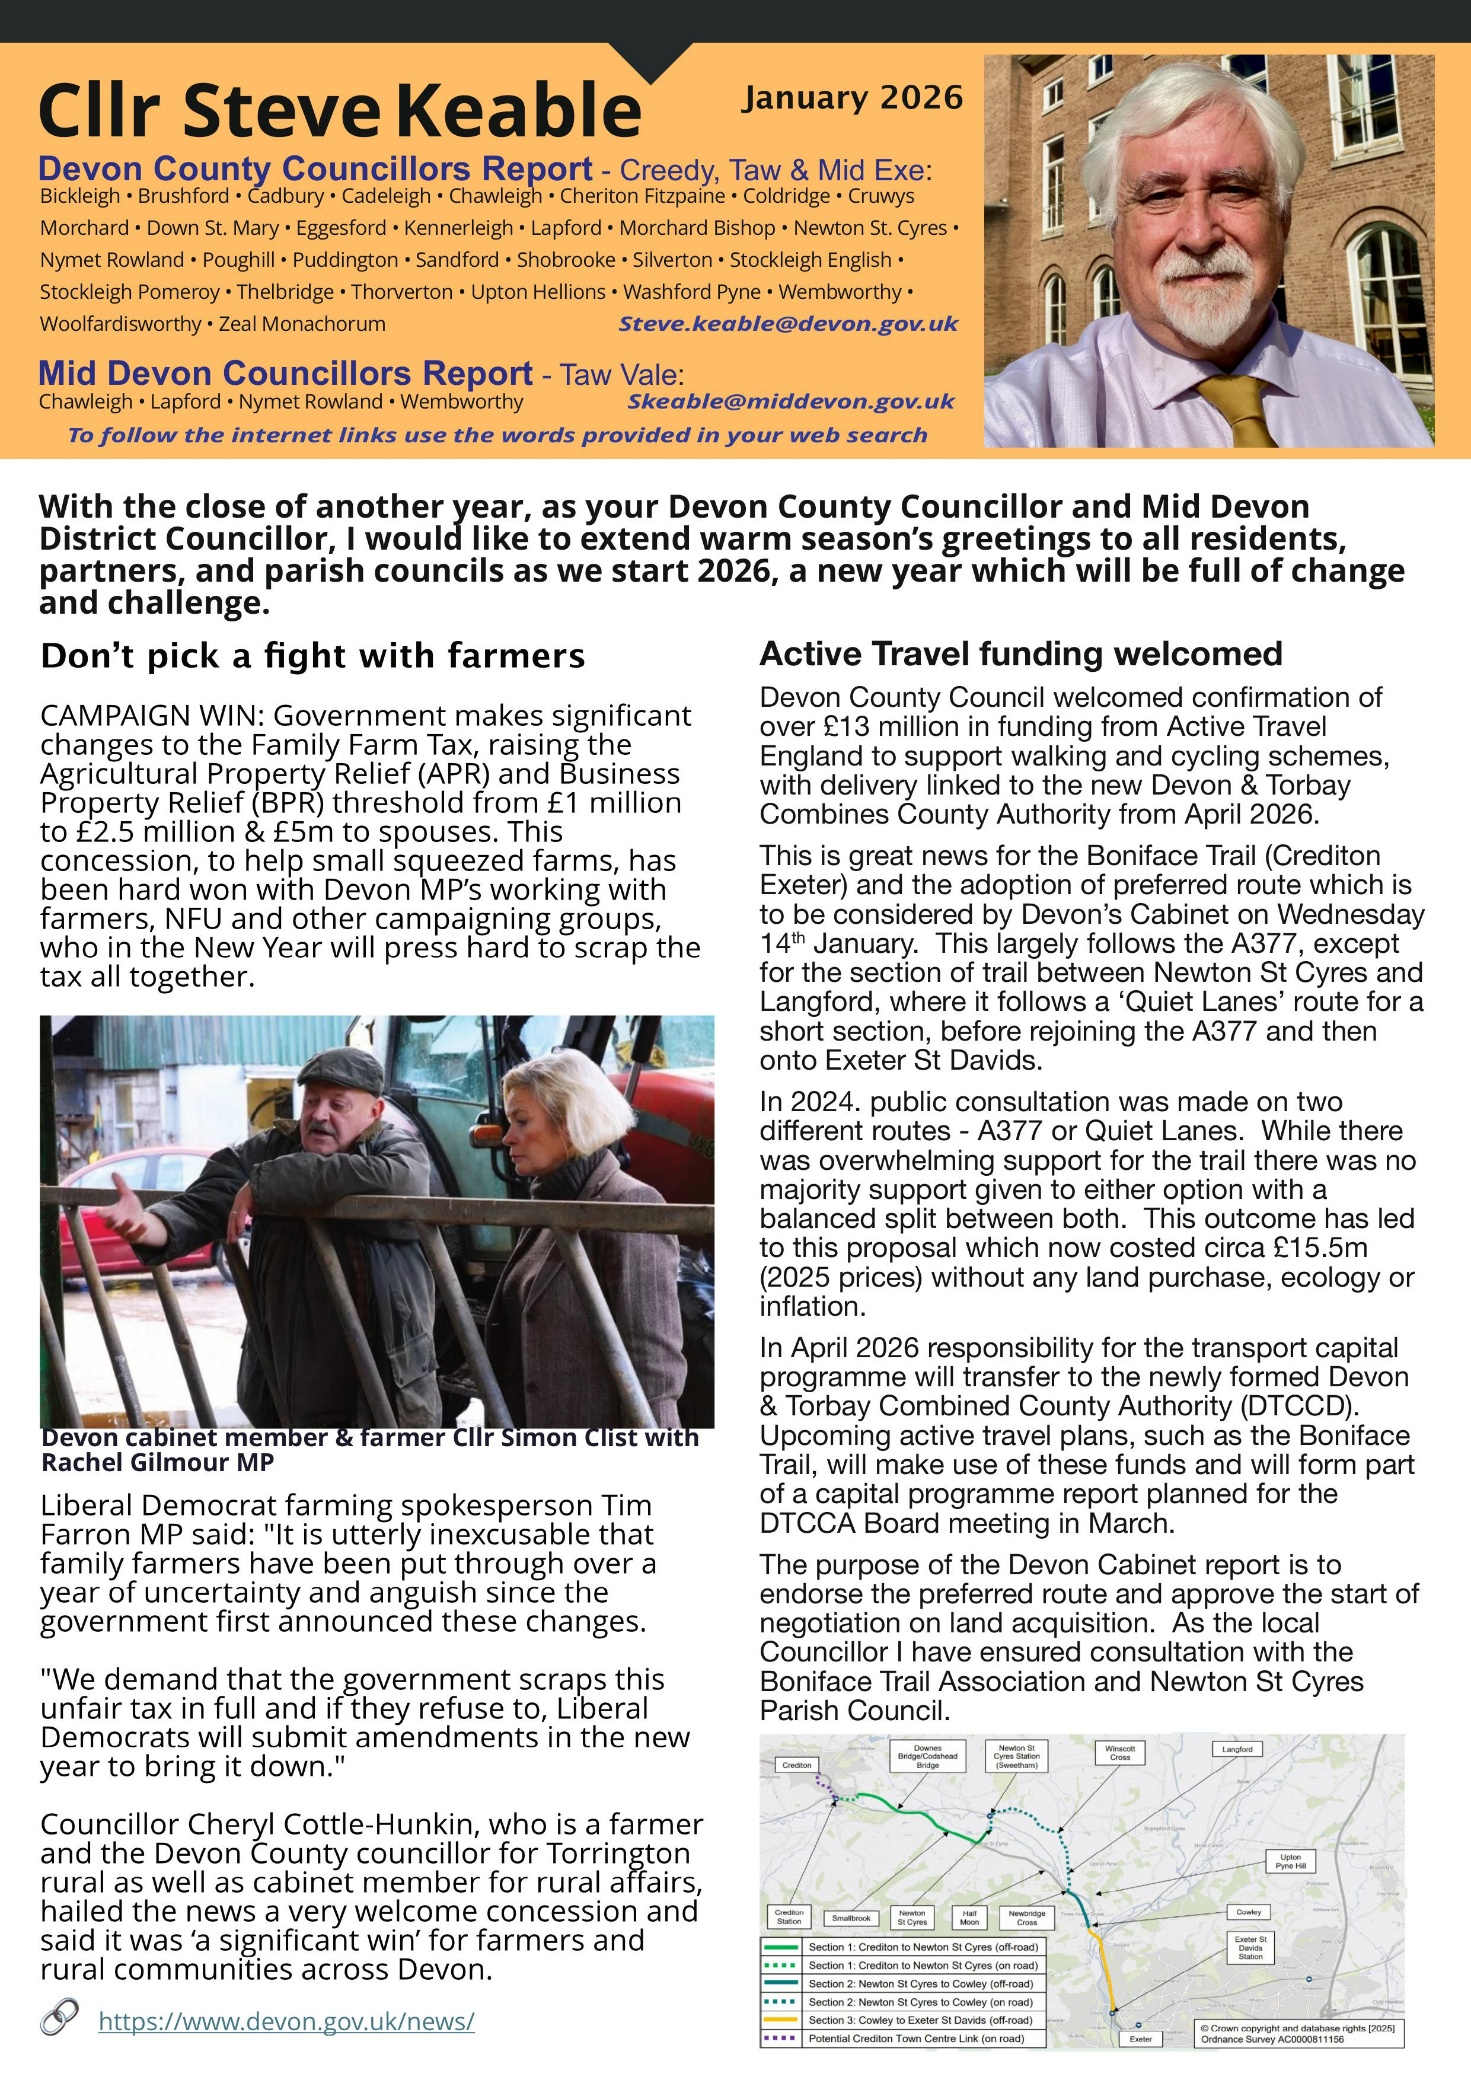 Cllr Steve Keable
January 2026
Devon County Councillors Report - Creedy, Taw & Mid Exe:
Bickleigh • Brushford • Cadbury • Cadeleigh • Chawleigh • Cheriton Fitzpaine • Coldridge • Cruwys
Morchard • Down St. Mary • Eggesford • Kennerleigh • Lapford • Morchard Bishop • Newton St. Cyres •
Nymet Rowland • Poughill • Puddington • Sandford • Shobrooke • Silverton • Stockleigh English •
Stockleigh Pomeroy • Thelbridge • Thorverton • Upton Hellions • Washford Pyne • Wembworthy •
Woolfardisworthy • Zeal Monachorum
Steve.keable@devon.gov.uk
Mid Devon Councillors Report - Taw Vale:
Chawleigh • Lapford • Nymet Rowland • Wembworthy
Skeable@middevon.gov.uk
To follow the internet links use the words provided in your web search
With the close of another year, as your Devon County Councillor and Mid Devon
District Councillor, I would like to extend warm season’s greetings to all residents,
partners, and parish councils as we start 2026, a new year which will be full of change
and challenge.
Don’t pick a fight with farmers
CAMPAIGN WIN: Government makes significant
changes to the Family Farm Tax, raising the
Agricultural Property Relief (APR) and Business
Property Relief (BPR) threshold from £1 million
to £2.5 million & £5m to spouses. This
concession, to help small squeezed farms, has
been hard won with Devon MP’s working with
farmers, NFU and other campaigning groups,
who in the New Year will press hard to scrap the
tax all together.
Devon cabinet member & farmer Cllr Simon Clist with
Rachel Gilmour MP
Liberal Democrat farming spokesperson Tim
Farron MP said: "It is utterly inexcusable that
family farmers have been put through over a
year of uncertainty and anguish since the
government first announced these changes.
"We demand that the government scraps this
unfair tax in full and if they refuse to, Liberal
Democrats will submit amendments in the new
year to bring it down."
Councillor Cheryl Cottle-Hunkin, who is a farmer
and the Devon County councillor for Torrington
rural as well as cabinet member for rural affairs,
hailed the news a very welcome concession and
said it was ‘a significant win’ for farmers and
rural communities across Devon.
https://www.devon.gov.uk/news/
Active Travel funding welcomed
Devon County Council welcomed confirmation of
over £13 million in funding from Active Travel
England to support walking and cycling schemes,
with delivery linked to the new Devon & Torbay
Combines County Authority from April 2026.
This is great news for the Boniface Trail (Crediton
Exeter) and the adoption of preferred route which is
to be considered by Devon’s Cabinet on Wednesday
14th January.  This largely follows the A377, except
for the section of trail between Newton St Cyres and
Langford, where it follows a ‘Quiet Lanes’ route for a
short section, before rejoining the A377 and then
onto Exeter St Davids.
In 2024. public consultation was made on two
different routes - A377 or Quiet Lanes.  While there
was overwhelming support for the trail there was no
majority support given to either option with a
balanced split between both.  This outcome has led
to this proposal which now costed circa £15.5m
(2025 prices) without any land purchase, ecology or
inflation.
In April 2026 responsibility for the transport capital
programme will transfer to the newly formed Devon
& Torbay Combined County Authority (DTCCD).
Upcoming active travel plans, such as the Boniface
Trail, will make use of these funds and will form part
of a capital programme report planned for the
DTCCA Board meeting in March.
The purpose of the Devon Cabinet report is to
endorse the preferred route and approve the start of
negotiation on land acquisition.  As the local
Councillor I have ensured consultation with the
Boniface Trail Association and Newton St Cyres
Parish Council.
Crediton
Downes
Bridge/Codshead
Bridge
Newton St
Cyres Station
(Sweetham)
Winscott
Cross
Langford
Upton
Pyne Hill
Crediton
Station
Smallbrook
Newton
St Cyres
Half
Moon
Newbridge
Cross
Cowley
Exeter St
Davids
Station
Exeter
Section 1: Crediton to Newton St Cyres (off-road)
Section 1: Crediton to Newton St Cyres (on road)
Section 2: Newton St Cyres to Cowley (off-road)
Section 2: Newton St Cyres to Cowley (on road)
Section 3: Cowley to Exeter St Davids (off-road)
Potential Crediton Town Centre Link (on road)
© Crown copyright and database rights [2025]
Ordnance Survey AC0000811156